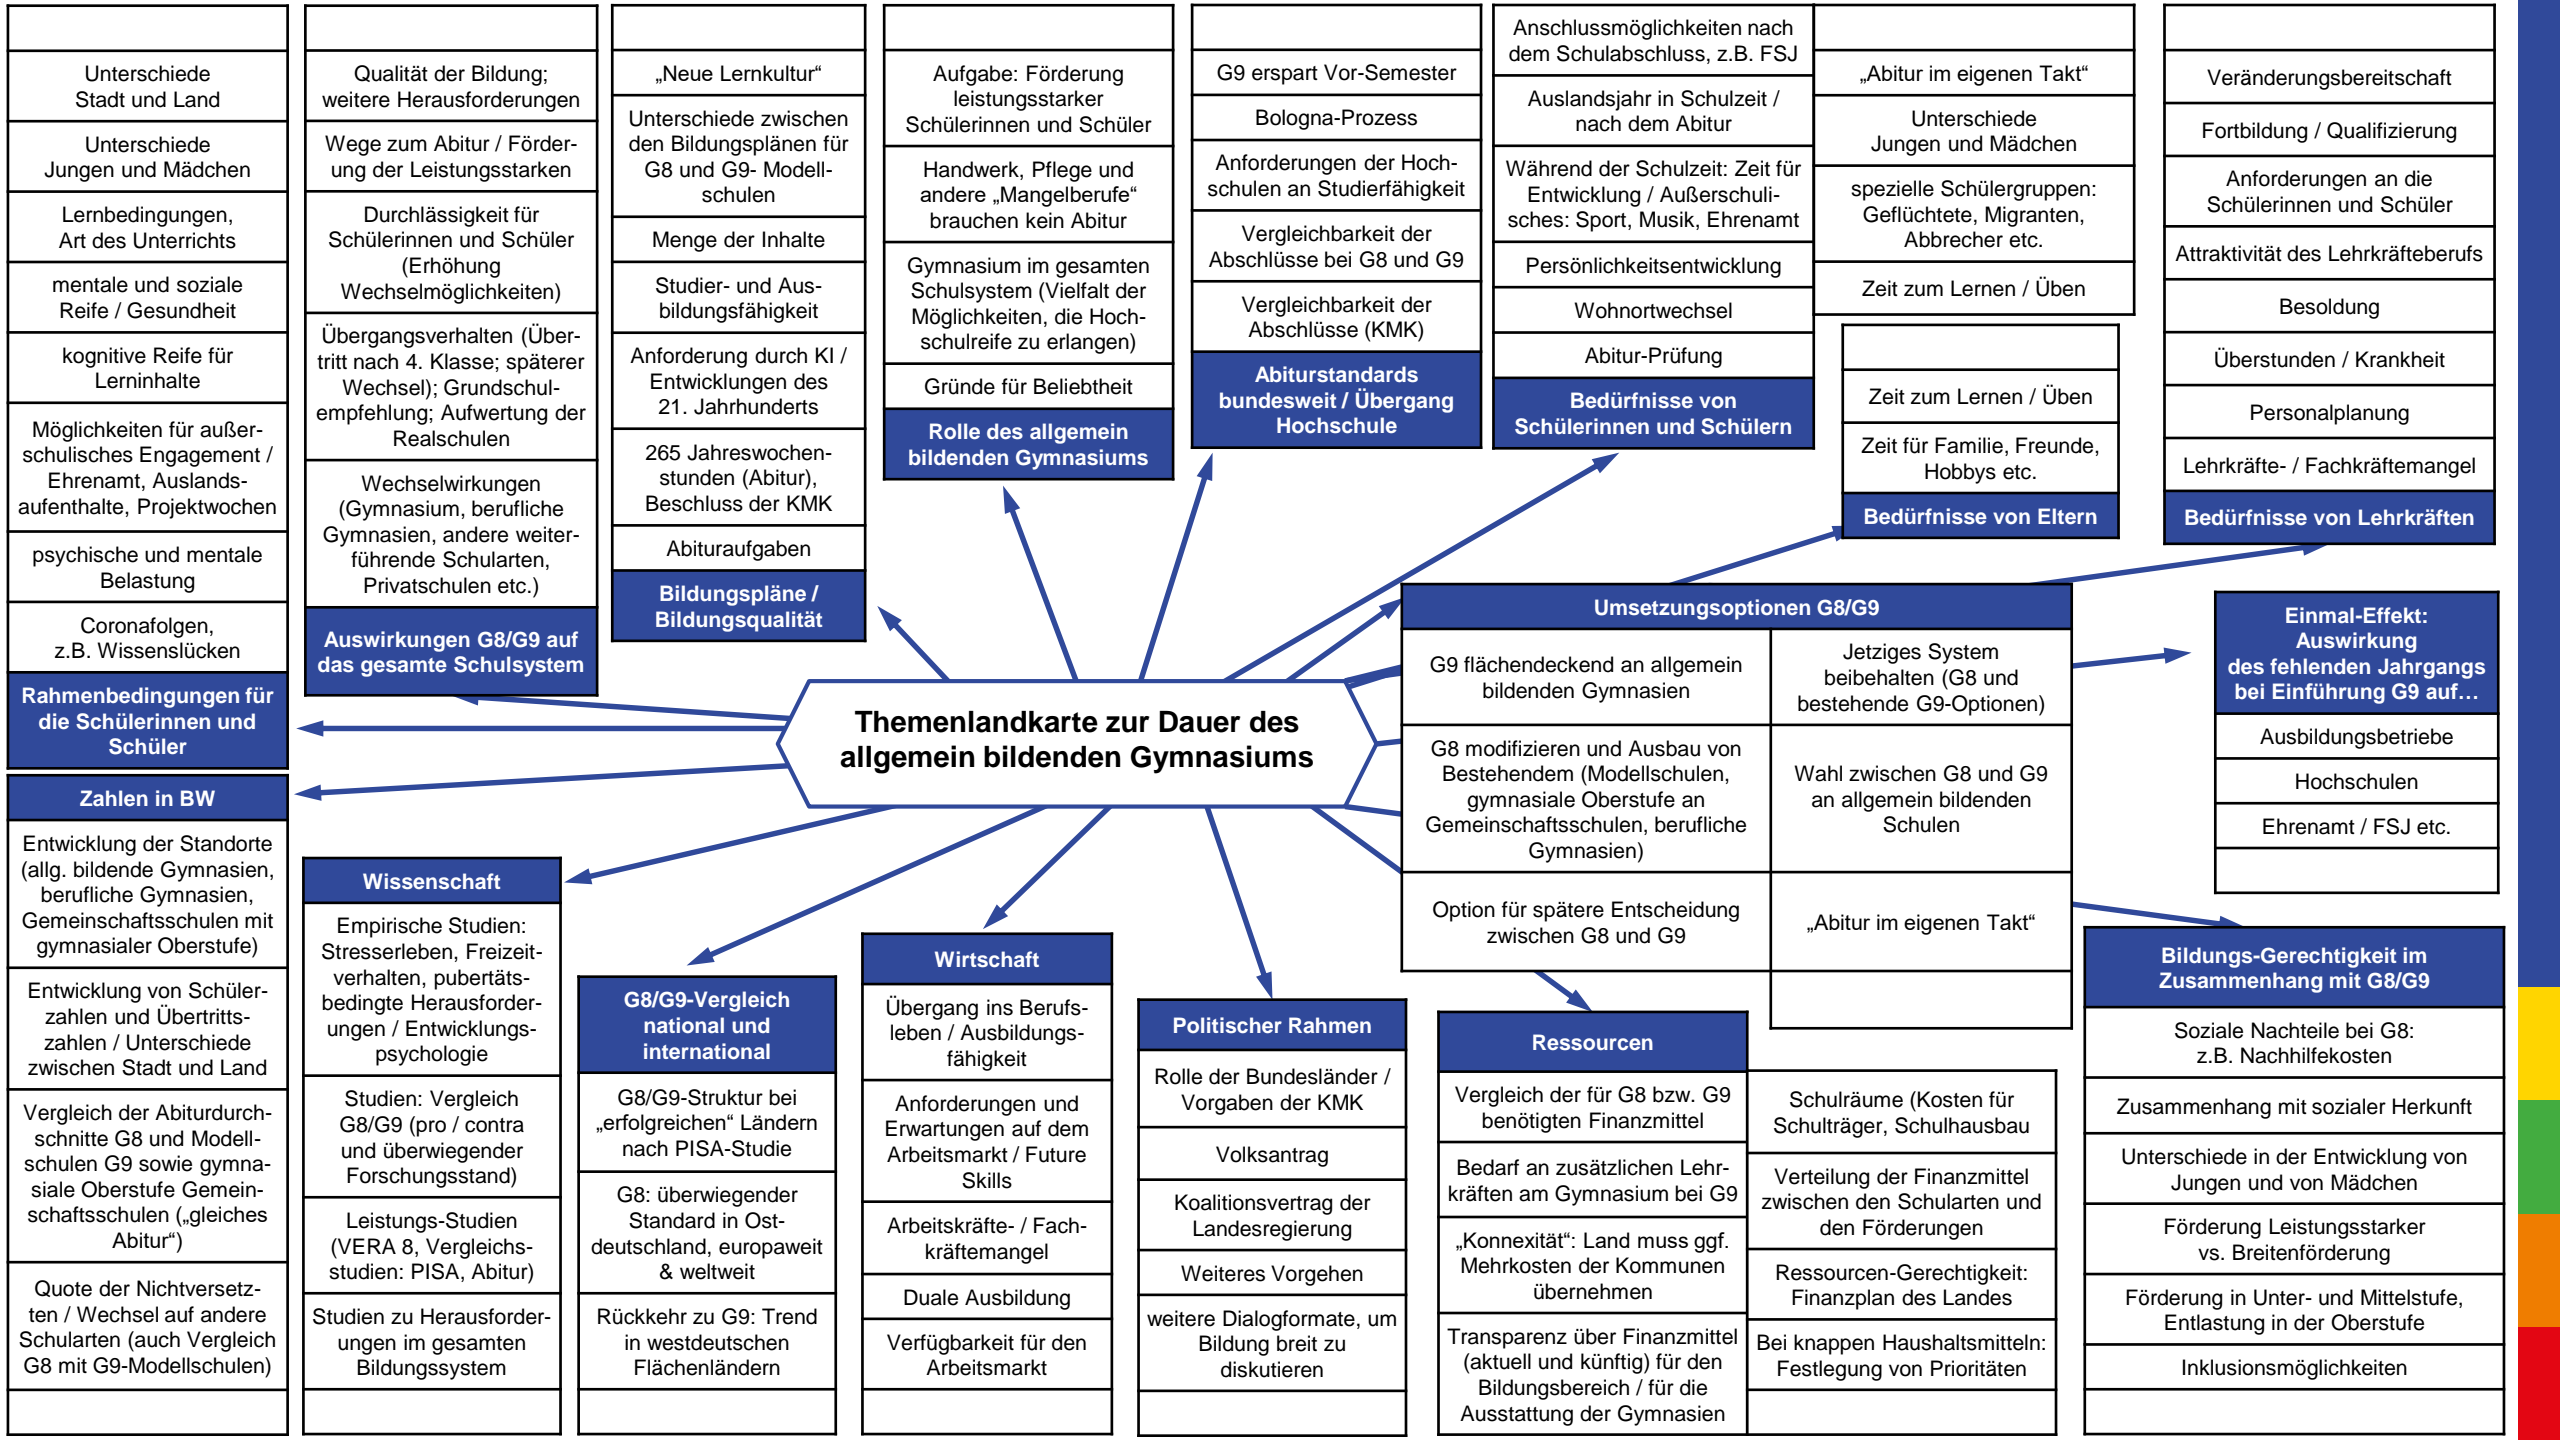 Unterschiede
Stadt und Land
Unterschiede
Jungen und Mädchen
Lernbedingungen,
Art des Unterrichts
mentale und soziale
Reife / Gesundheit
kognitive Reife für
Lerninhalte
Möglichkeiten für außer-
schulisches Engagement /
Ehrenamt, Auslands-
aufenthalte, Projektwochen
psychische und mentale
Belastung
Coronafolgen,
z.B. Wissenslücken
Rahmenbedingungen für
die Schülerinnen und
Schüler
Qualität der Bildung;
weitere Herausforderungen
Wege zum Abitur / Förder-
ung der Leistungsstarken
Durchlässigkeit für
Schülerinnen und Schüler
(Erhöhung
Wechselmöglichkeiten)
Übergangsverhalten (Über-
tritt nach 4. Klasse; späterer
Wechsel); Grundschul-
empfehlung; Aufwertung der
Realschulen
Wechselwirkungen
(Gymnasium, berufliche
Gymnasien, andere weiter-
führende Schularten,
Privatschulen etc.)
Auswirkungen G8/G9 auf
das gesamte Schulsystem
„Neue Lernkultur“
Unterschiede zwischen
den Bildungsplänen für
G8 und G9- Modell-
schulen
Menge der Inhalte
Studier- und Aus-
bildungsfähigkeit
Anforderung durch KI /
Entwicklungen des
21. Jahrhunderts
265 Jahreswochen-
stunden (Abitur),
Beschluss der KMK
Abituraufgaben
Bildungspläne /
Bildungsqualität
Aufgabe: Förderung
leistungsstarker
Schülerinnen und Schüler
Handwerk, Pflege und
andere „Mangelberufe“
brauchen kein Abitur
Gymnasium im gesamten
Schulsystem (Vielfalt der
Möglichkeiten, die Hoch-
schulreife zu erlangen)
Gründe für Beliebtheit
Rolle des allgemein
bildenden Gymnasiums
G9 erspart Vor-Semester
Bologna-Prozess
Anforderungen der Hoch-
schulen an Studierfähigkeit
Vergleichbarkeit der
Abschlüsse bei G8 und G9
Vergleichbarkeit der
Abschlüsse (KMK)
Abiturstandards
bundesweit / Übergang
Hochschule
Anschlussmöglichkeiten nach
dem Schulabschluss, z.B. FSJ
Auslandsjahr in Schulzeit /
nach dem Abitur
Während der Schulzeit: Zeit für
Entwicklung / Außerschuli-
sches: Sport, Musik, Ehrenamt
Persönlichkeitsentwicklung
Wohnortwechsel
Abitur-Prüfung
Bedürfnisse von
Schülerinnen und Schülern
„Abitur im eigenen Takt“
Unterschiede
Jungen und Mädchen
spezielle Schülergruppen:
Geflüchtete, Migranten,
Abbrecher etc.
Zeit zum Lernen / Üben
Zeit zum Lernen / Üben
Zeit für Familie, Freunde,
Hobbys etc.
Bedürfnisse von Eltern
Veränderungsbereitschaft
Fortbildung / Qualifizierung
Anforderungen an die
Schülerinnen und Schüler
Attraktivität des Lehrkräfteberufs
Besoldung
Überstunden / Krankheit
Personalplanung
Lehrkräfte- / Fachkräftemangel
Bedürfnisse von Lehrkräften
Themenlandkarte zur Dauer des
allgemein bildenden Gymnasiums
Umsetzungsoptionen G8/G9
G9 flächendeckend an allgemein
bildenden Gymnasien
Jetziges System
beibehalten (G8 und
bestehende G9-Optionen)
G8 modifizieren und Ausbau von
Bestehendem (Modellschulen,
gymnasiale Oberstufe an
Gemeinschaftsschulen, berufliche
Gymnasien)
Wahl zwischen G8 und G9
an allgemein bildenden
Schulen
Option für spätere Entscheidung
zwischen G8 und G9
„Abitur im eigenen Takt“
Einmal-Effekt:
Auswirkung
des fehlenden Jahrgangs
bei Einführung G9 auf…
Ausbildungsbetriebe
Hochschulen
Ehrenamt / FSJ etc.
Zahlen in BW
Entwicklung der Standorte
(allg. bildende Gymnasien,
berufliche Gymnasien,
Gemeinschaftsschulen mit
gymnasialer Oberstufe)
Entwicklung von Schüler-
zahlen und Übertritts-
zahlen / Unterschiede
zwischen Stadt und Land
Vergleich der Abiturdurch-
schnitte G8 und Modell-
schulen G9 sowie gymna-
siale Oberstufe Gemein-
schaftsschulen („gleiches
Abitur“)
Quote der Nichtversetz-
ten / Wechsel auf andere
Schularten (auch Vergleich
G8 mit G9-Modellschulen)
Wissenschaft
Empirische Studien:
Stresserleben, Freizeit-
verhalten, pubertäts-
bedingte Herausforder-
ungen / Entwicklungs-
psychologie
Studien: Vergleich
G8/G9 (pro / contra
und überwiegender
Forschungsstand)
Leistungs-Studien
(VERA 8, Vergleichs-
studien: PISA, Abitur)
Studien zu Herausforder-
ungen im gesamten
Bildungssystem
G8/G9-Vergleich
national und
international
G8/G9-Struktur bei
„erfolgreichen“ Ländern
nach PISA-Studie
G8: überwiegender
Standard in Ost-
deutschland, europaweit
& weltweit
Rückkehr zu G9: Trend
in westdeutschen
Flächenländern
Wirtschaft
Übergang ins Berufs-
leben / Ausbildungs-
fähigkeit
Anforderungen und
Erwartungen auf dem
Arbeitsmarkt / Future
Skills
Arbeitskräfte- / Fach-
kräftemangel
Duale Ausbildung
Verfügbarkeit für den
Arbeitsmarkt
Politischer Rahmen
Rolle der Bundesländer /
Vorgaben der KMK
Volksantrag
Koalitionsvertrag der
Landesregierung
Weiteres Vorgehen
weitere Dialogformate, um
Bildung breit zu
diskutieren
Ressourcen
Vergleich der für G8 bzw. G9
benötigten Finanzmittel
Bedarf an zusätzlichen Lehr-
kräften am Gymnasium bei G9
„Konnexität“: Land muss ggf.
Mehrkosten der Kommunen
übernehmen
Transparenz über Finanzmittel
(aktuell und künftig) für den
Bildungsbereich / für die
Ausstattung der Gymnasien
Schulräume (Kosten für
Schulträger, Schulhausbau
Verteilung der Finanzmittel
zwischen den Schularten und
den Förderungen
Ressourcen-Gerechtigkeit:
Finanzplan des Landes
Bei knappen Haushaltsmitteln:
Festlegung von Prioritäten
Bildungs-Gerechtigkeit im
Zusammenhang mit G8/G9
Soziale Nachteile bei G8:
z.B. Nachhilfekosten
Zusammenhang mit sozialer Herkunft
Unterschiede in der Entwicklung von
Jungen und von Mädchen
Förderung Leistungsstarker
vs. Breitenförderung
Förderung in Unter- und Mittelstufe,
Entlastung in der Oberstufe
Inklusionsmöglichkeiten